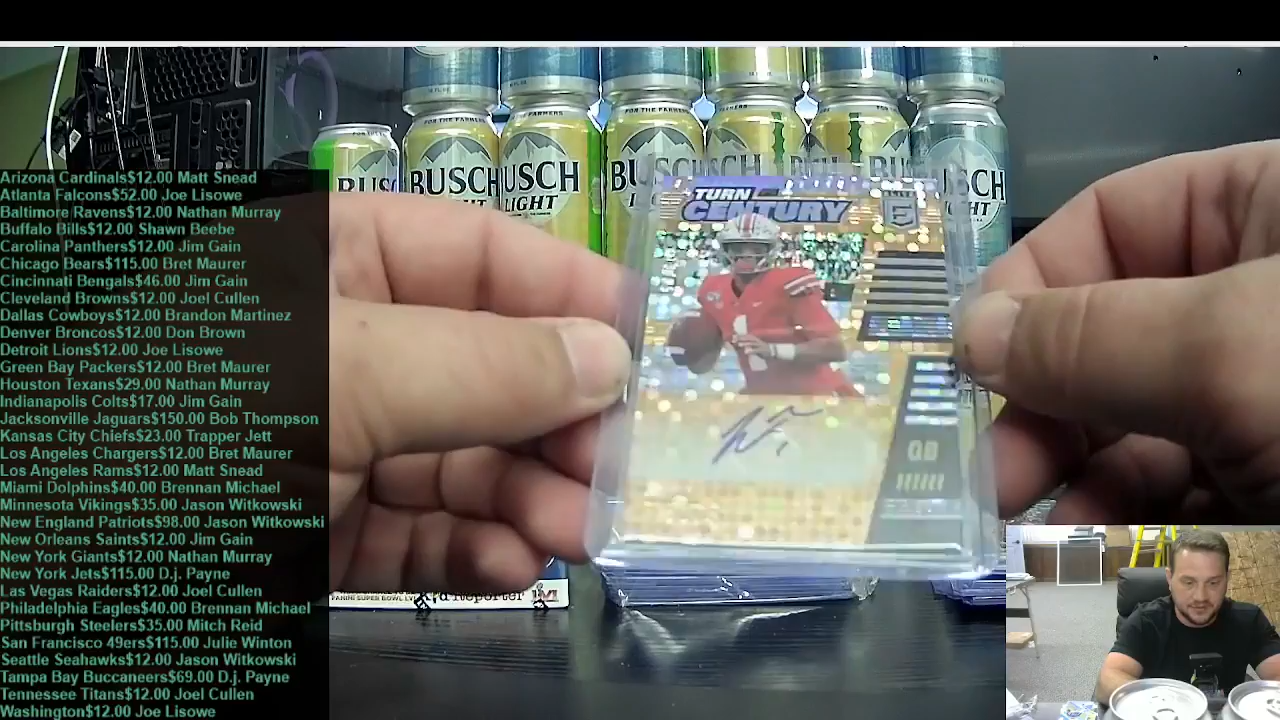 Arizona Cardinals$12.00 Matt Snead
Atlanta Falcons$52.00 Joe Lisowe
Baltimore Ravens$12.00 Nathan Murray
Buffalo Bills$12.00 Shawn Beebe
Carolina Panthers$12.00 Jim Gain
Chicago Bears$115.00 Bret Maurer
Cincinnati Bengals$46.00 Jim Gain
Cleveland Browns$12.00 Joel Cullen
Dallas Cowboys$12.00 Brandon Martinez
Denver Broncos$12.00 Don Brown
Detroit Lions$12.00 Joe Lisowe
Green Bay Packers$12.00 Bret Maurer
Houston Texans$29.00 Nathan Murray
Indianapolis Colts$17.00 Jim Gain
Jacksonville Jaguars$150.00 Bob Thompson
Kansas City Chiefs$23.00 Trapper Jett
Los Angeles Chargers$12.00 Bret Maurer
Los Angeles Rams$12.00 Matt Snead
Miami Dolphins$40.00 Brennan Michael
Minnesota Vikings$35.00 Jason Witkowski
New England Patriots$98.00 Jason Witkowski
New Orleans Saints$12.00 Jim Gain
New York Giants$12.00 Nathan Murray
New York Jets$115.00 D.j. Payne
Las Vegas Raiders$12.00 Joel Cullen
Philadelphia Eagles$40.00 Brennan Michael
Pittsburgh Steelers$35.00 Mitch Reid
San Francisco 49ers$115.00 Julie Winton
Seattle Seahawks$12.00 Jason Witkowski
Tampa Bay Buccaneers$69.00 D.j. Payne
Tennessee Titans$12.00 Joel Cullen
Washington$12.00 Joe Lisowe
FOR THE FARMERS
BUSCH
LIGHT
TURN
CENTURY
E
1
QB
PANINI SUPER BOWL
Reporter